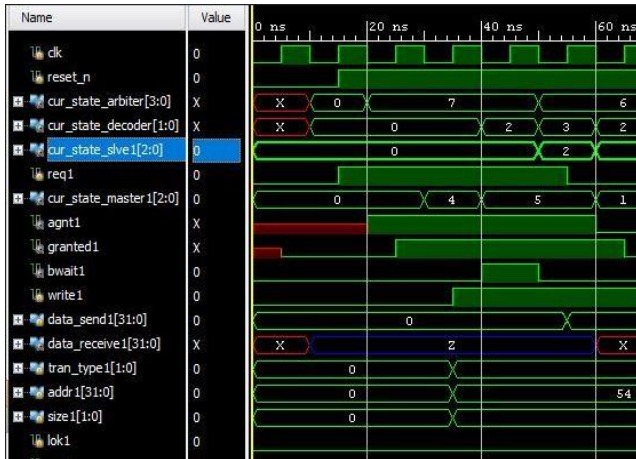 Name Value 0 ns 20 ns 40 ns 60 ns
clk 0
reset_n 0
cur_state_arbiter[3:0] X X 0 7 6
cur_state_decoder[1:0] X X 0 2 3 2
cur_state_slve1[2:0] 0 0 2
req1 0
cur_state_master1[2:0] 0 0 4 5 1
agnt1 X
granted1 X
bwait1 0
write1 0
data_send1[31:0] 0 0
data_receive1[31:0] X X Z X
tran_type1[1:0] 0 0
addr1[31:0] 0 0 54
size1[1:0] 0 0
lok1 0